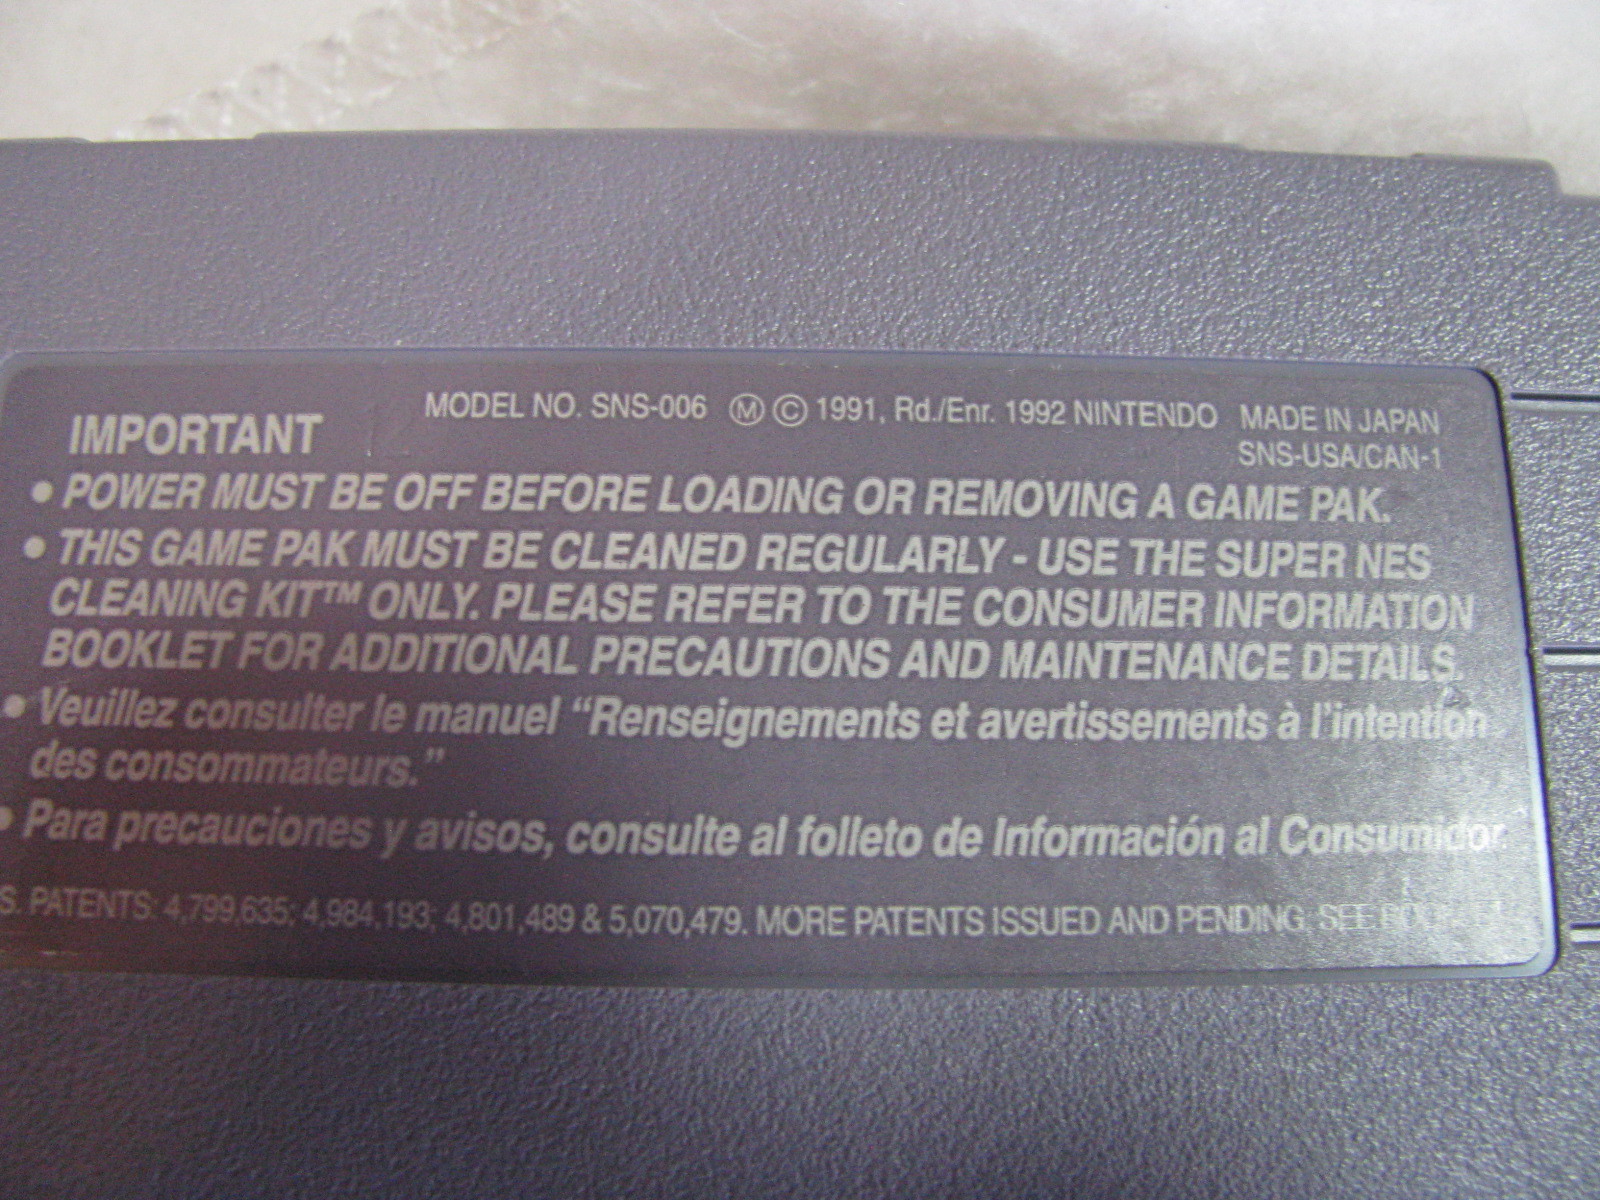 MODEL NO. SNS-006 Ⓜ © 1991, Rd./Enr. 1992 NINTENDO MADE IN JAPAN
IMPORTANT
SNS-USA/CAN-1
• POWER MUST BE OFF BEFORE LOADING OR REMOVING A GAME PAK.
• THIS GAME PAK MUST BE CLEANED REGULARLY - USE THE SUPER NES
CLEANING KIT™ ONLY. PLEASE REFER TO THE CONSUMER INFORMATION
BOOKLET FOR ADDITIONAL PRECAUTIONS AND MAINTENANCE DETAILS.
• Veuillez consulter le manuel “Renseignements et avertissements à l'intention
des consommateurs.”
• Para precauciones y avisos, consulte al folleto de Información al Consumidor.
S. PATENTS: 4,799,635; 4,984,193; 4,801,489 & 5,070,479. MORE PATENTS ISSUED AND PENDING. SEE